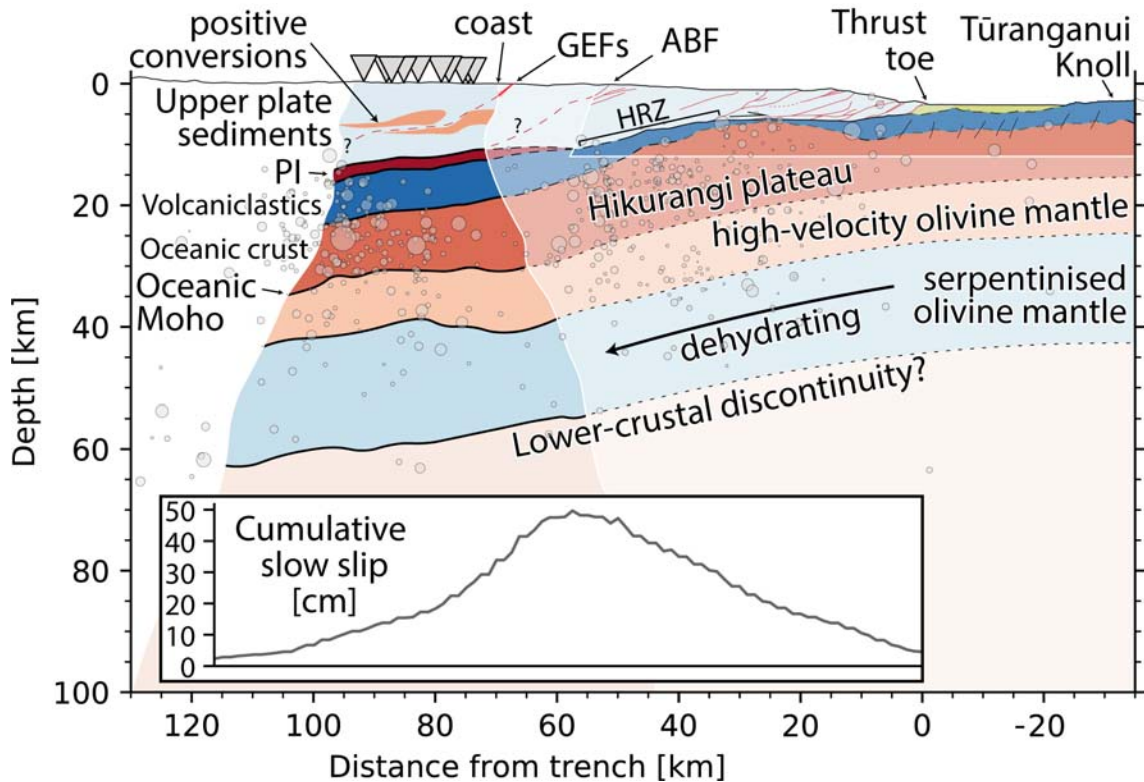 positive
conversions
coast
GEFs
ABF
Thrust
toe
Tūranganui
Knoll
0
Upper plate
sediments
?
?
HRZ
PI
Volcaniclastics
20
Oceanic crust
Hikurangi plateau
high-velocity olivine mantle
Oceanic
Moho
serpentinised
olivine mantle
dehydrating
40
Lower-crustal discontinuity?
60
80
100
Depth [km]
Cumulative
slow slip
[cm]
50
40
30
20
10
0
120 100 80 60 40 20 0 -20
Distance from trench [km]